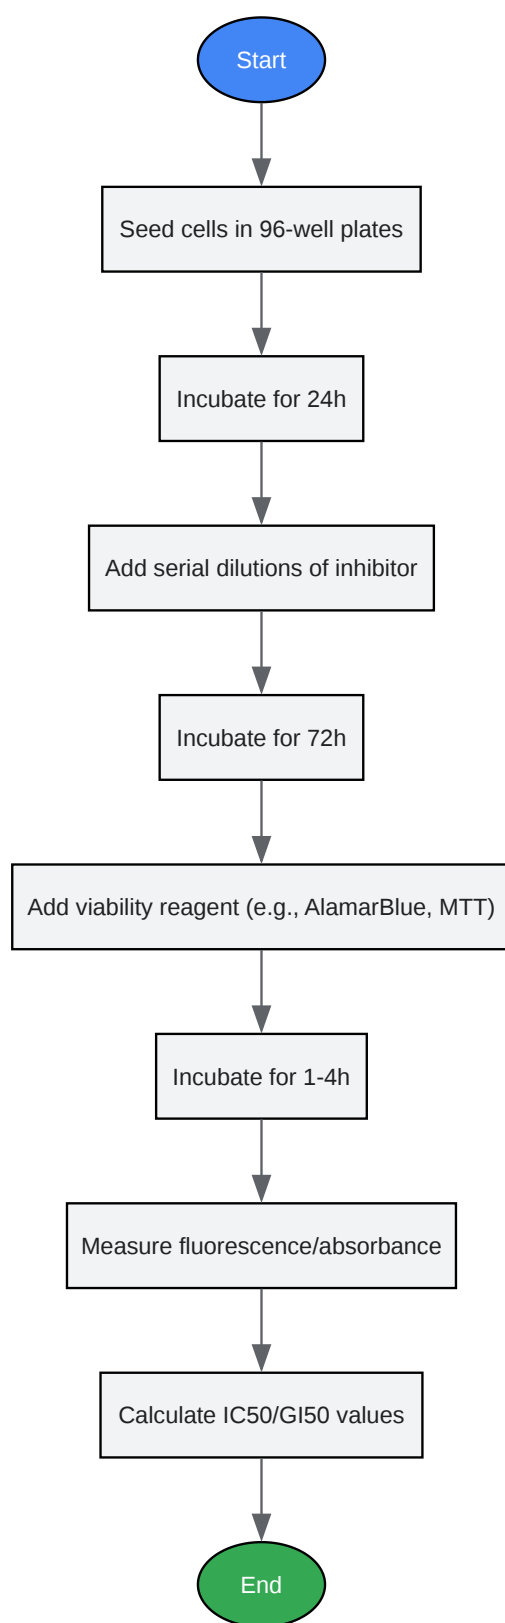 Start
Seed cells in 96-well plates
Incubate for 24h
Add serial dilutions of inhibitor
Incubate for 72h
Add viability reagent (e.g., AlamarBlue, MTT)
Incubate for 1-4h
Measure fluorescence/absorbance
Calculate IC50/GI50 values
End